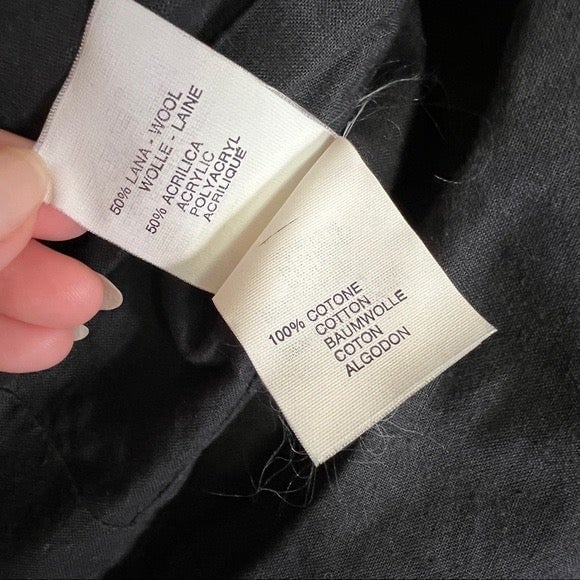 50% LANA - WOOL
WOLLE - LAINE
50% ACRILICA
ACRYLIC
POLYACRYL
ACRILIQUE
100% COTONE
COTTON
BAUMWOLLE
COTON
ALGODON